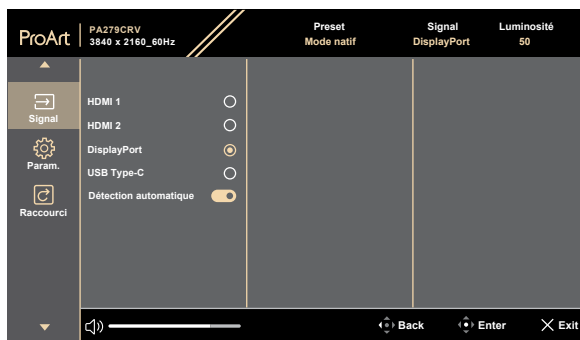 ProArt
PA279CRV
3840 x 2160_60Hz
Preset
Mode natif
Signal
DisplayPort
Luminosité
50
Signal
Param.
Raccourci
HDMI 1
HDMI 2
DisplayPort
USB Type-C
Détection automatique
Back
Enter
Exit